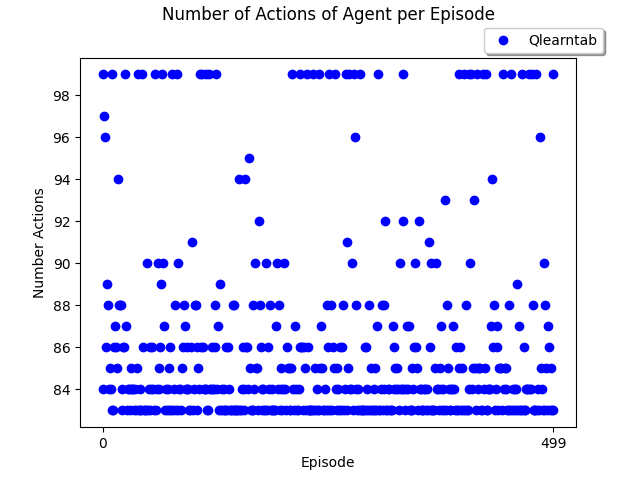 Number of Actions of Agent per Episode
Qlearntab
98
96
94
92
90
88
86
84
Number Actions
0
499
Episode